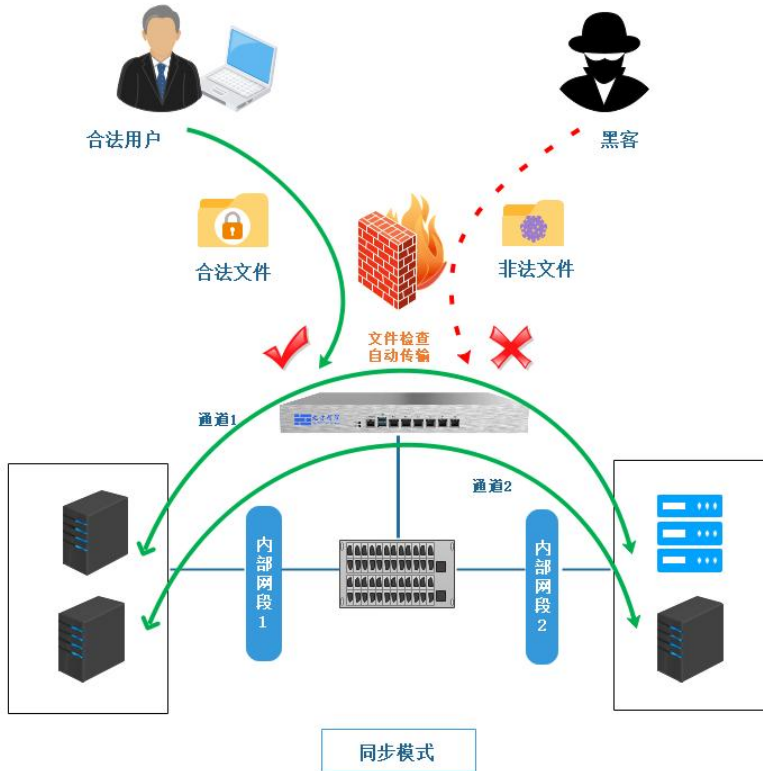 合法用户
黑客
合法文件
非法文件
文件检查
自动传输
通道1
通道2
内部网段1
内部网段2
同步模式